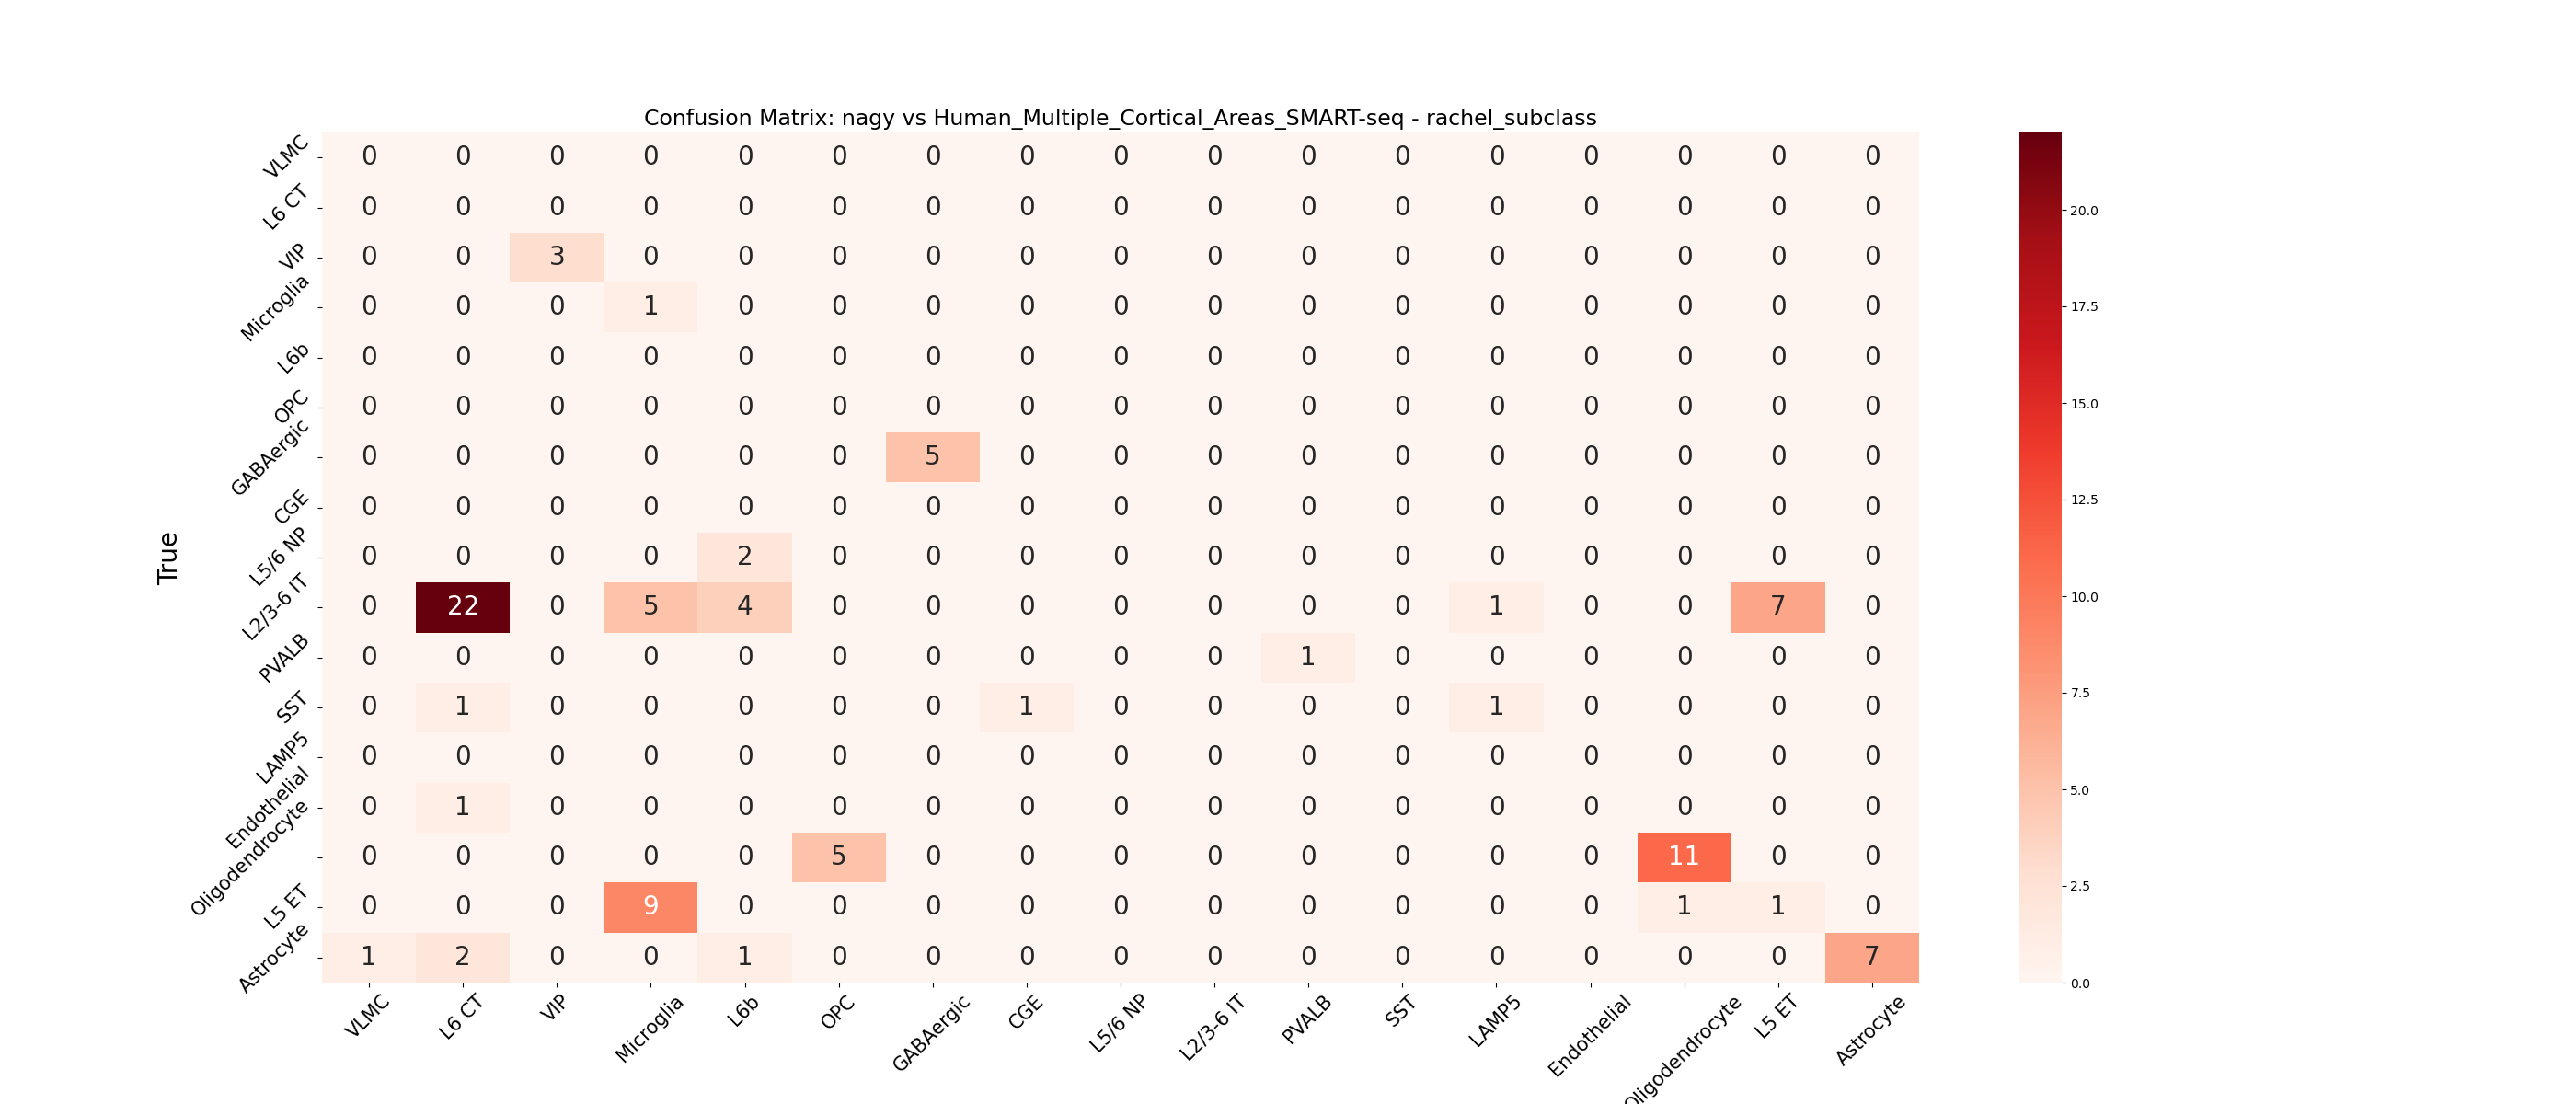 Confusion Matrix: nagy vs Human_Multiple_Cortical_Areas_SMART-seq - rachel_subclass
VLMC 0 0 0 0 0 0 0 0 0 0 0 0 0 0 0 0 0
L6 CT 0 0 0 0 0 0 0 0 0 0 0 0 0 0 0 0 0
VIP 0 0 3 0 0 0 0 0 0 0 0 0 0 0 0 0 0
Microglia 0 0 0 1 0 0 0 0 0 0 0 0 0 0 0 0 0
L6b 0 0 0 0 0 0 0 0 0 0 0 0 0 0 0 0 0
OPC 0 0 0 0 0 0 0 0 0 0 0 0 0 0 0 0 0
GABAergic 0 0 0 0 0 0 5 0 0 0 0 0 0 0 0 0 0
CGE 0 0 0 0 0 0 0 0 0 0 0 0 0 0 0 0 0
L5/6 NP 0 0 0 0 2 0 0 0 0 0 0 0 0 0 0 0 0
L2/3-6 IT 0 22 0 5 4 0 0 0 0 0 0 0 1 0 0 7 0
PVALB 0 0 0 0 0 0 0 0 0 0 1 0 0 0 0 0 0
SST 0 1 0 0 0 0 0 1 0 0 0 0 1 0 0 0 0
LAMP5 0 0 0 0 0 0 0 0 0 0 0 0 0 0 0 0 0
Endothelial 0 1 0 0 0 0 0 0 0 0 0 0 0 0 0 0 0
Oligodendrocyte 0 0 0 0 0 5 0 0 0 0 0 0 0 0 11 0 0
L5 ET 0 0 0 9 0 0 0 0 0 0 0 0 0 0 1 1 0
Astrocyte 1 2 0 0 1 0 0 0 0 0 0 0 0 0 0 0 7
True
VLMC L6 CT VIP Microglia L6b OPC GABAergic CGE L5/6 NP L2/3-6 IT PVALB SST LAMP5 Endothelial Oligodendrocyte L5 ET Astrocyte
20.0
17.5
15.0
12.5
10.0
7.5
5.0
2.5
0.0